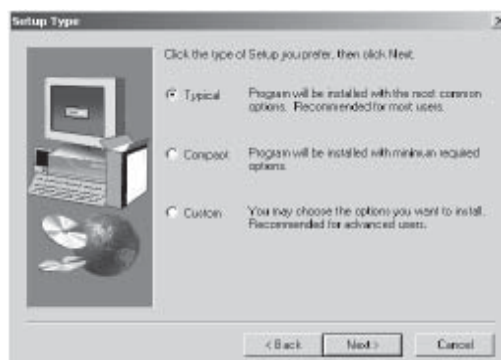 Setup Type
Click the type of Setup you prefer, then click Next.
Typical
Program will be installed with the most common
options. Recommended for most users.
Compact
Program will be installed with minimum required
options.
Custom
You may choose the options you want to install.
Recommended for advanced users.
< Back
Next >
Cancel